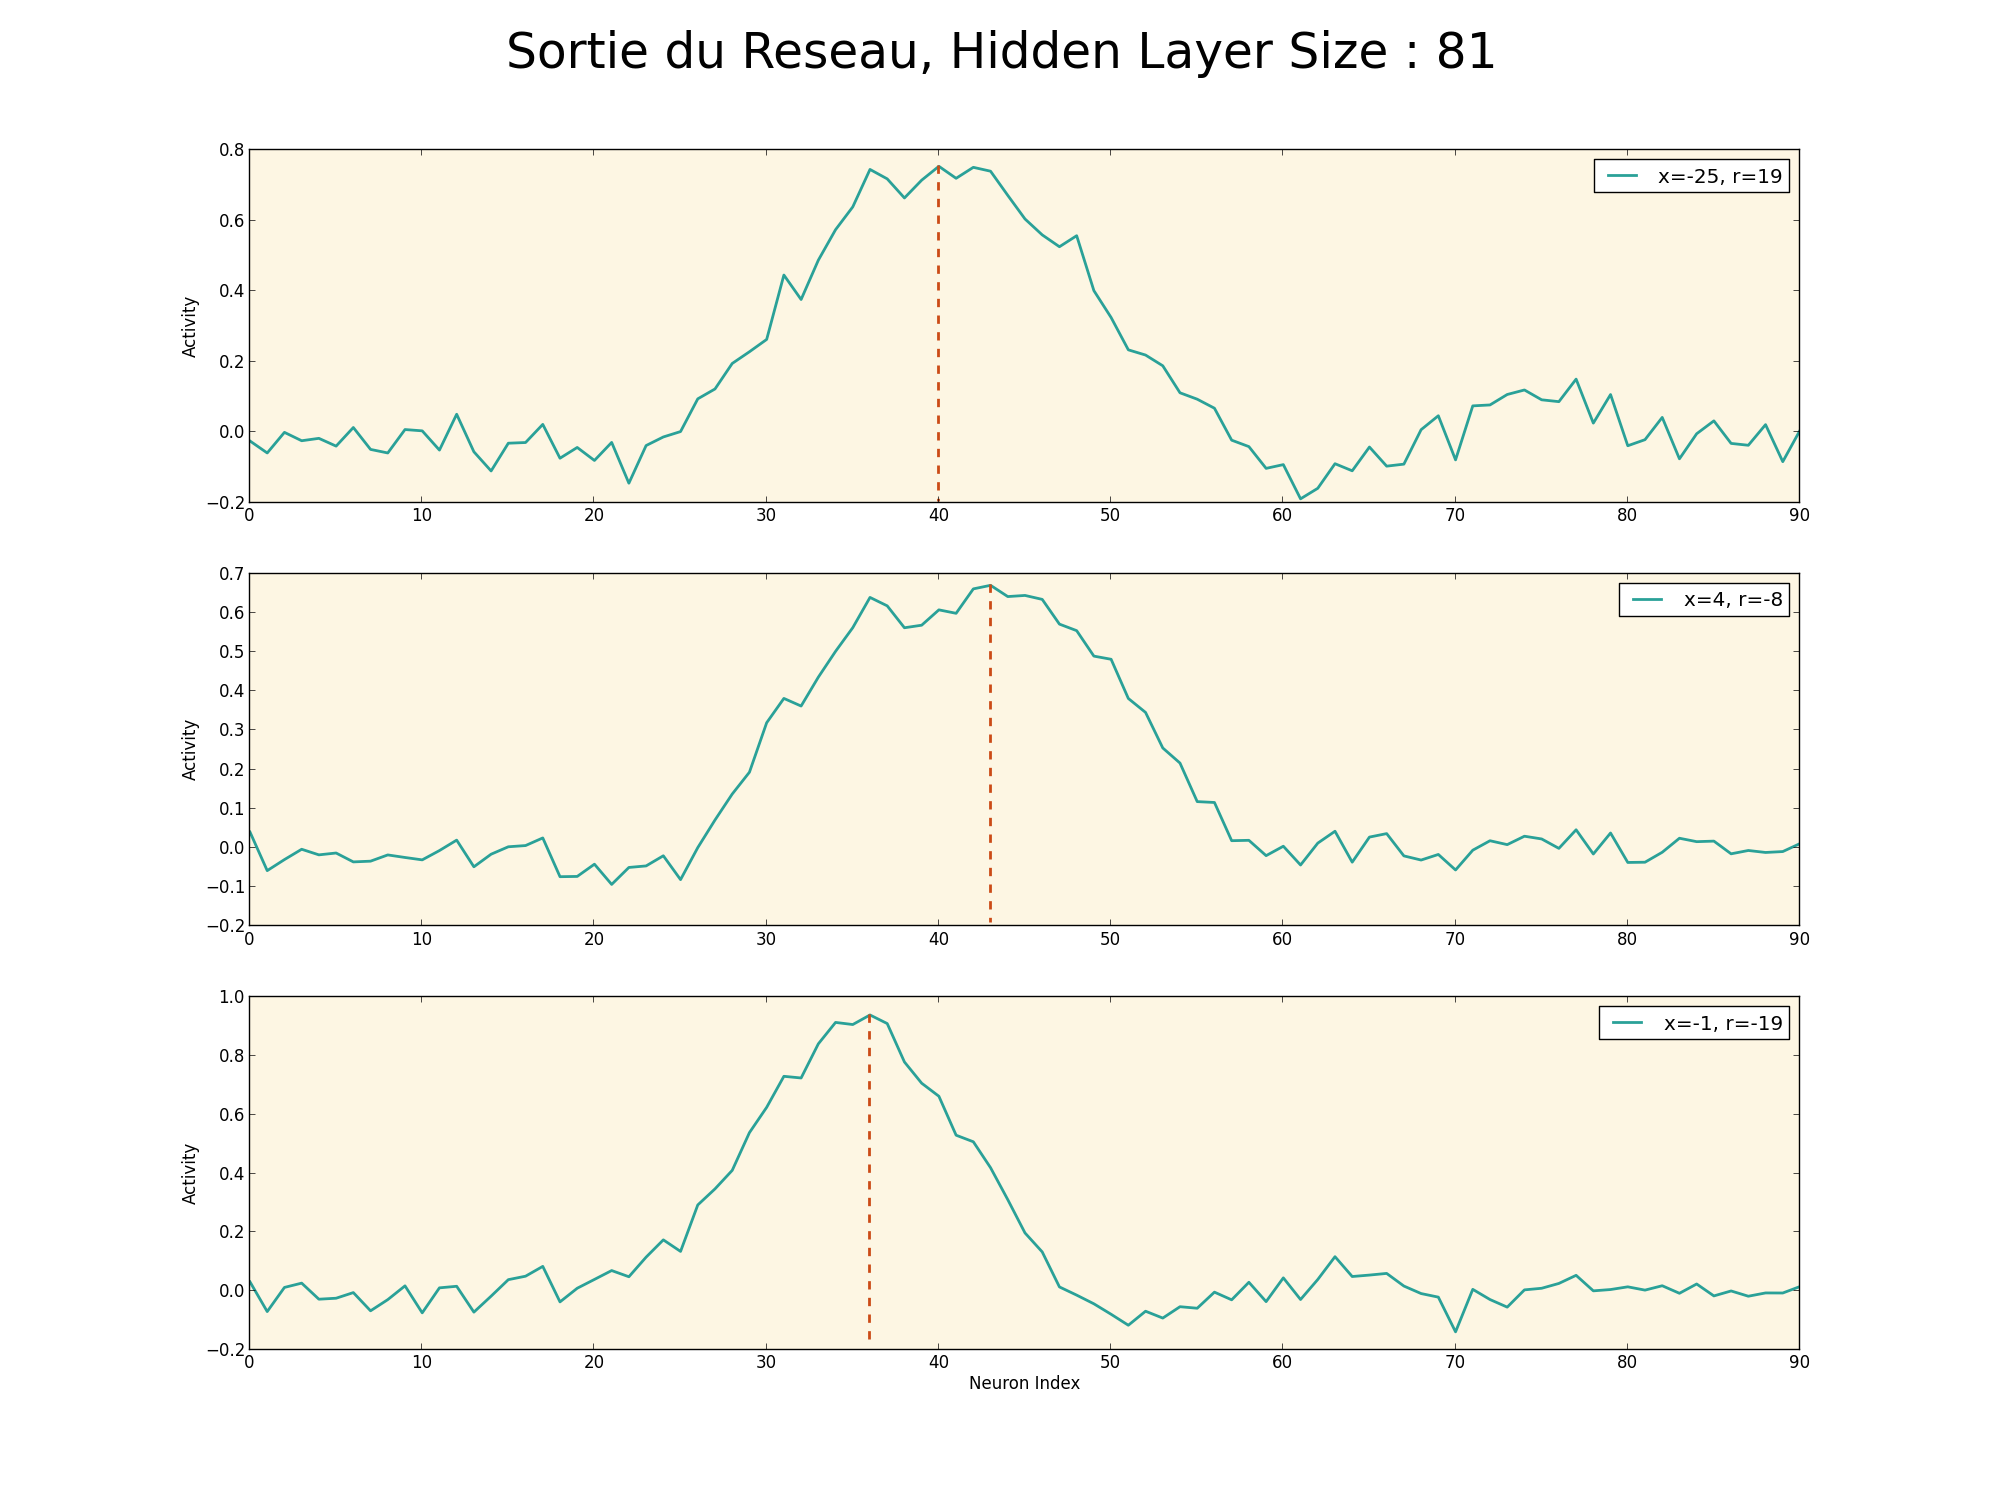 Sortie du Reseau, Hidden Layer Size : 81
0.8
0.6
0.4
0.2
0.0
−0.2
Activity
x=-25, r=19
0 10 20 30 40 50 60 70 80 90
0.7
0.6
0.5
0.4
0.3
0.2
0.1
0.0
−0.1
−0.2
Activity
x=4, r=-8
0 10 20 30 40 50 60 70 80 90
1.0
0.8
0.6
0.4
0.2
0.0
−0.2
Activity
x=-1, r=-19
0 10 20 30 40 50 60 70 80 90
Neuron Index